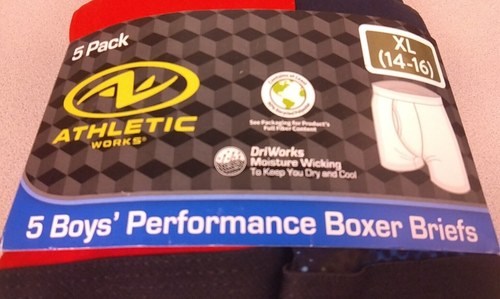 5 Pack
XL
(14-16)
ATHLETIC
WORKS®
See Packaging for Product's
Full Fiber Content
DriWorks
Moisture Wicking
To Keep You Dry and Cool
5 Boys' Performance Boxer Briefs